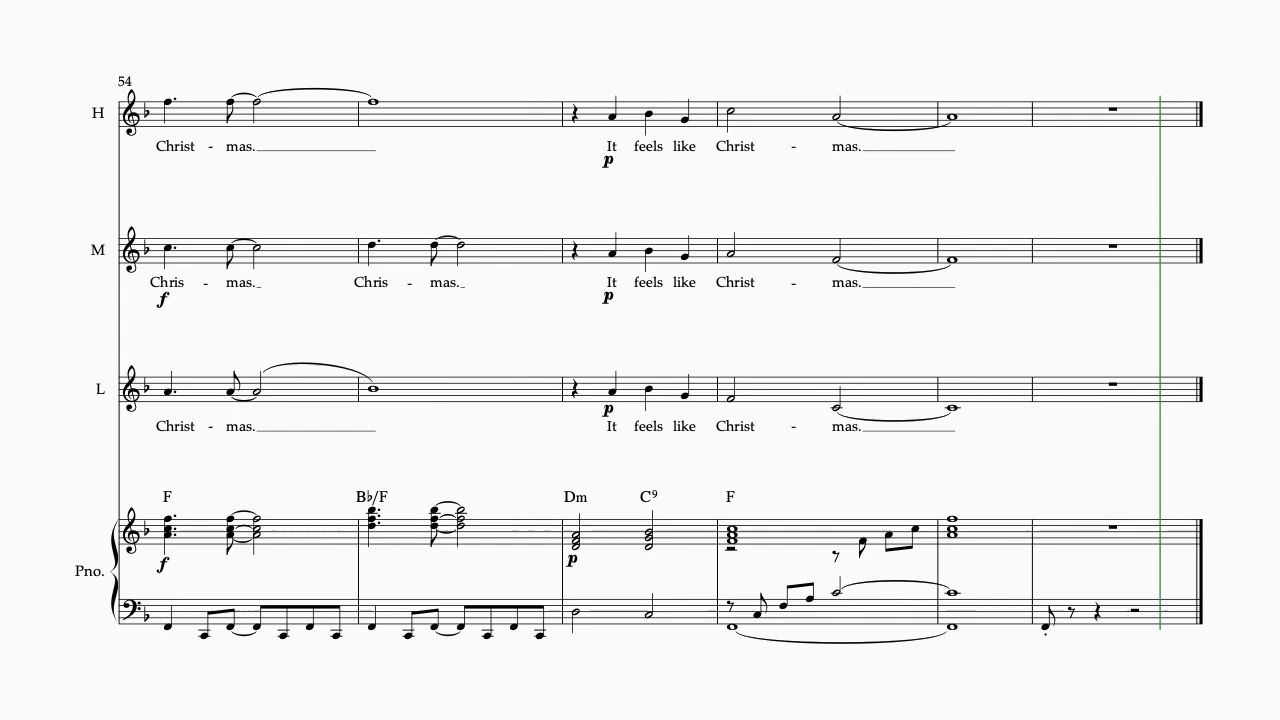 54
H
Christ - mas. It feels like Christ - mas.
p
M
Chris - mas. Chris - mas. It feels like Christ - mas.
f p
L
p
Christ - mas. It feels like Christ - mas.
F B♭/F Dm C9 F
f p
Pno.